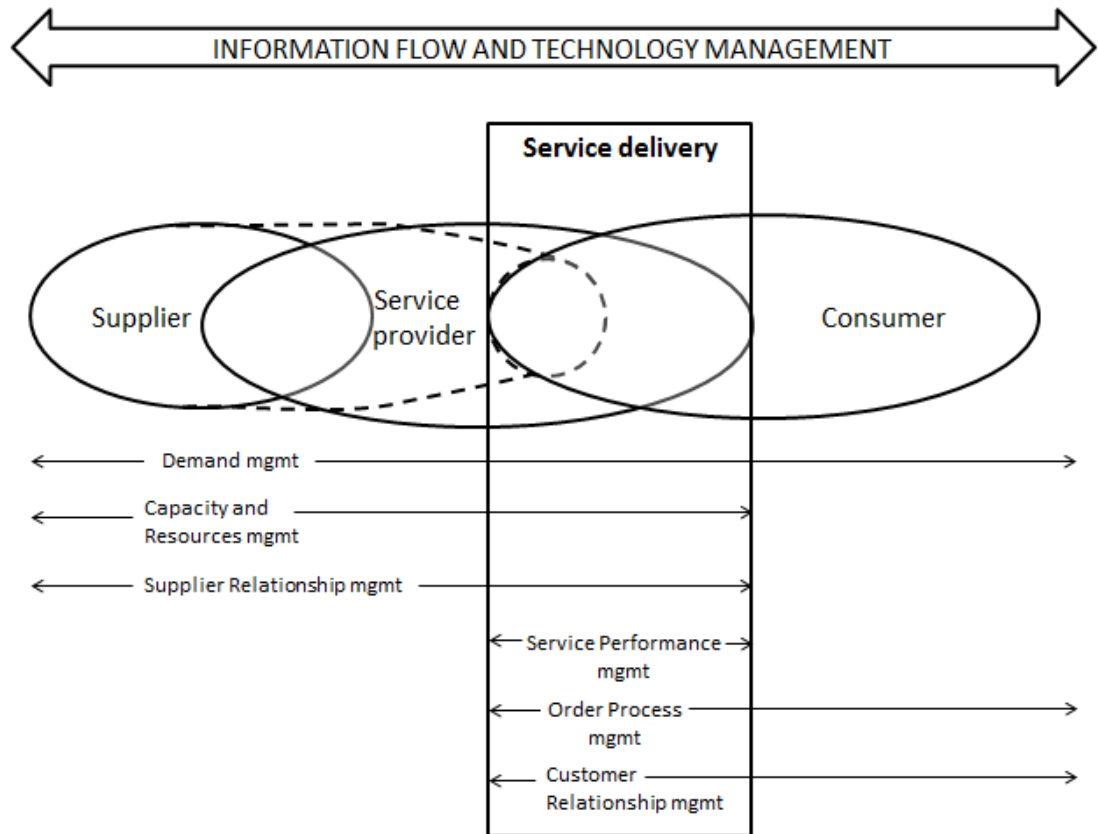 INFORMATION FLOW AND TECHNOLOGY MANAGEMENT
Service delivery
Supplier
Service
provider
Consumer
Demand mgmt
Capacity and
Resources mgmt
Supplier Relationship mgmt
Service Performance
mgmt
Order Process
mgmt
Customer
Relationship mgmt